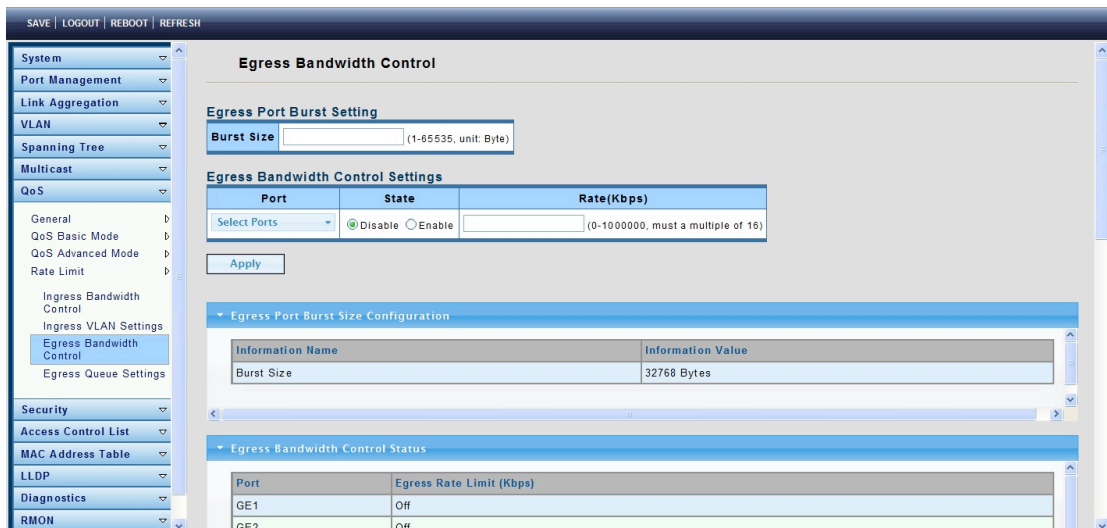 SAVE | LOGOUT | REBOOT | REFRESH
System
Port Management
Link Aggregation
VLAN
Spanning Tree
Multicast
QoS
General
QoS Basic Mode
QoS Advanced Mode
Rate Limit
Ingress Bandwidth
Control
Ingress VLAN Settings
Egress Bandwidth
Control
Egress Queue Settings
Security
Access Control List
MAC Address Table
LLDP
Diagnostics
RMON
Egress Bandwidth Control
Egress Port Burst Setting
Burst Size (1-65535, unit: Byte)
Egress Bandwidth Control Settings
Port State Rate(Kbps)
Select Ports Disable Enable (0-1000000, must a multiple of 16)
Apply
Egress Port Burst Size Configuration
Information Name Information Value
Burst Size 32768 Bytes
Egress Bandwidth Control Status
Port Egress Rate Limit (Kbps)
GE1 Off
GE2 Off